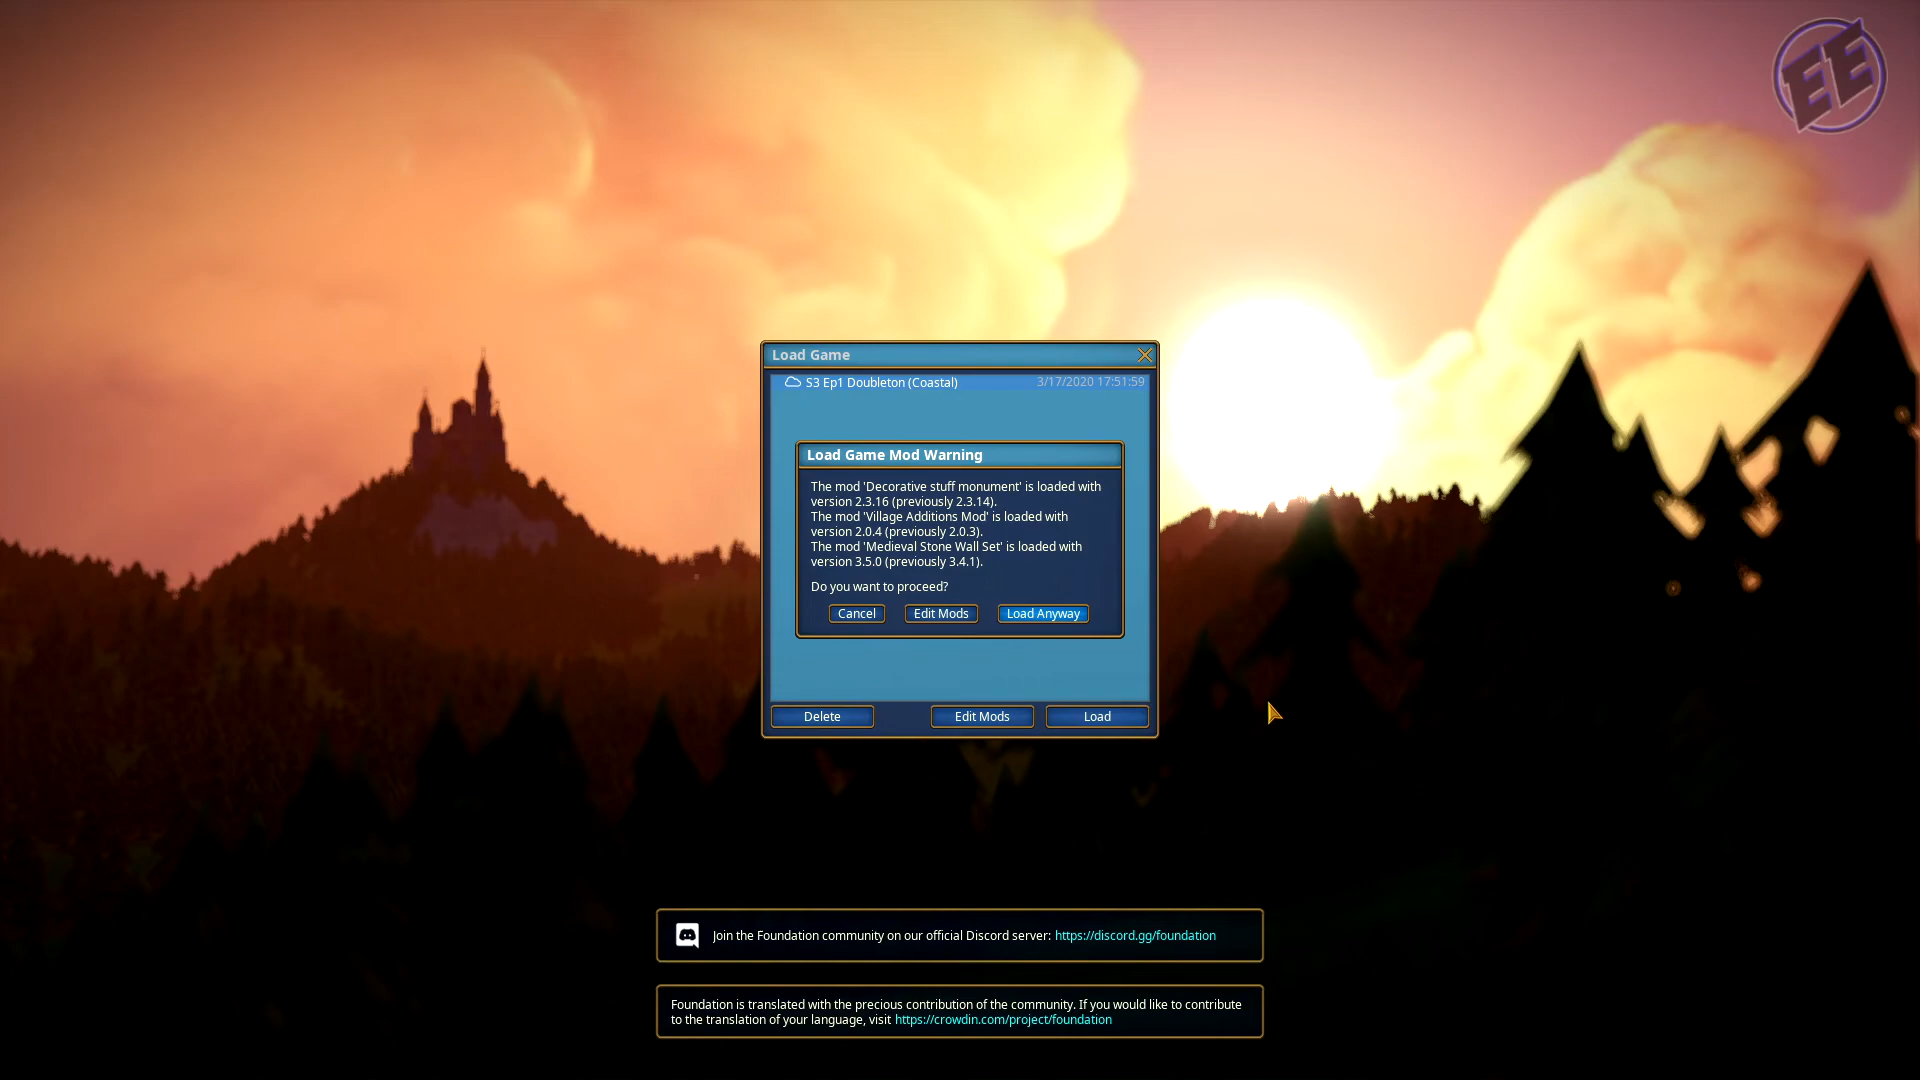 EE
Load Game
S3 Ep1 Doubleton (Coastal) 3/17/2020 17:51:59
Load Game Mod Warning
The mod 'Decorative stuff monument' is loaded with
version 2.3.16 (previously 2.3.14).
The mod 'Village Additions Mod' is loaded with
version 2.0.4 (previously 2.0.3).
The mod 'Medieval Stone Wall Set' is loaded with
version 3.5.0 (previously 3.4.1).
Do you want to proceed?
Cancel Edit Mods Load Anyway
Delete Edit Mods Load
Join the Foundation community on our official Discord server: https://discord.gg/foundation
Foundation is translated with the precious contribution of the community. If you would like to contribute
to the translation of your language, visit https://crowdin.com/project/foundation